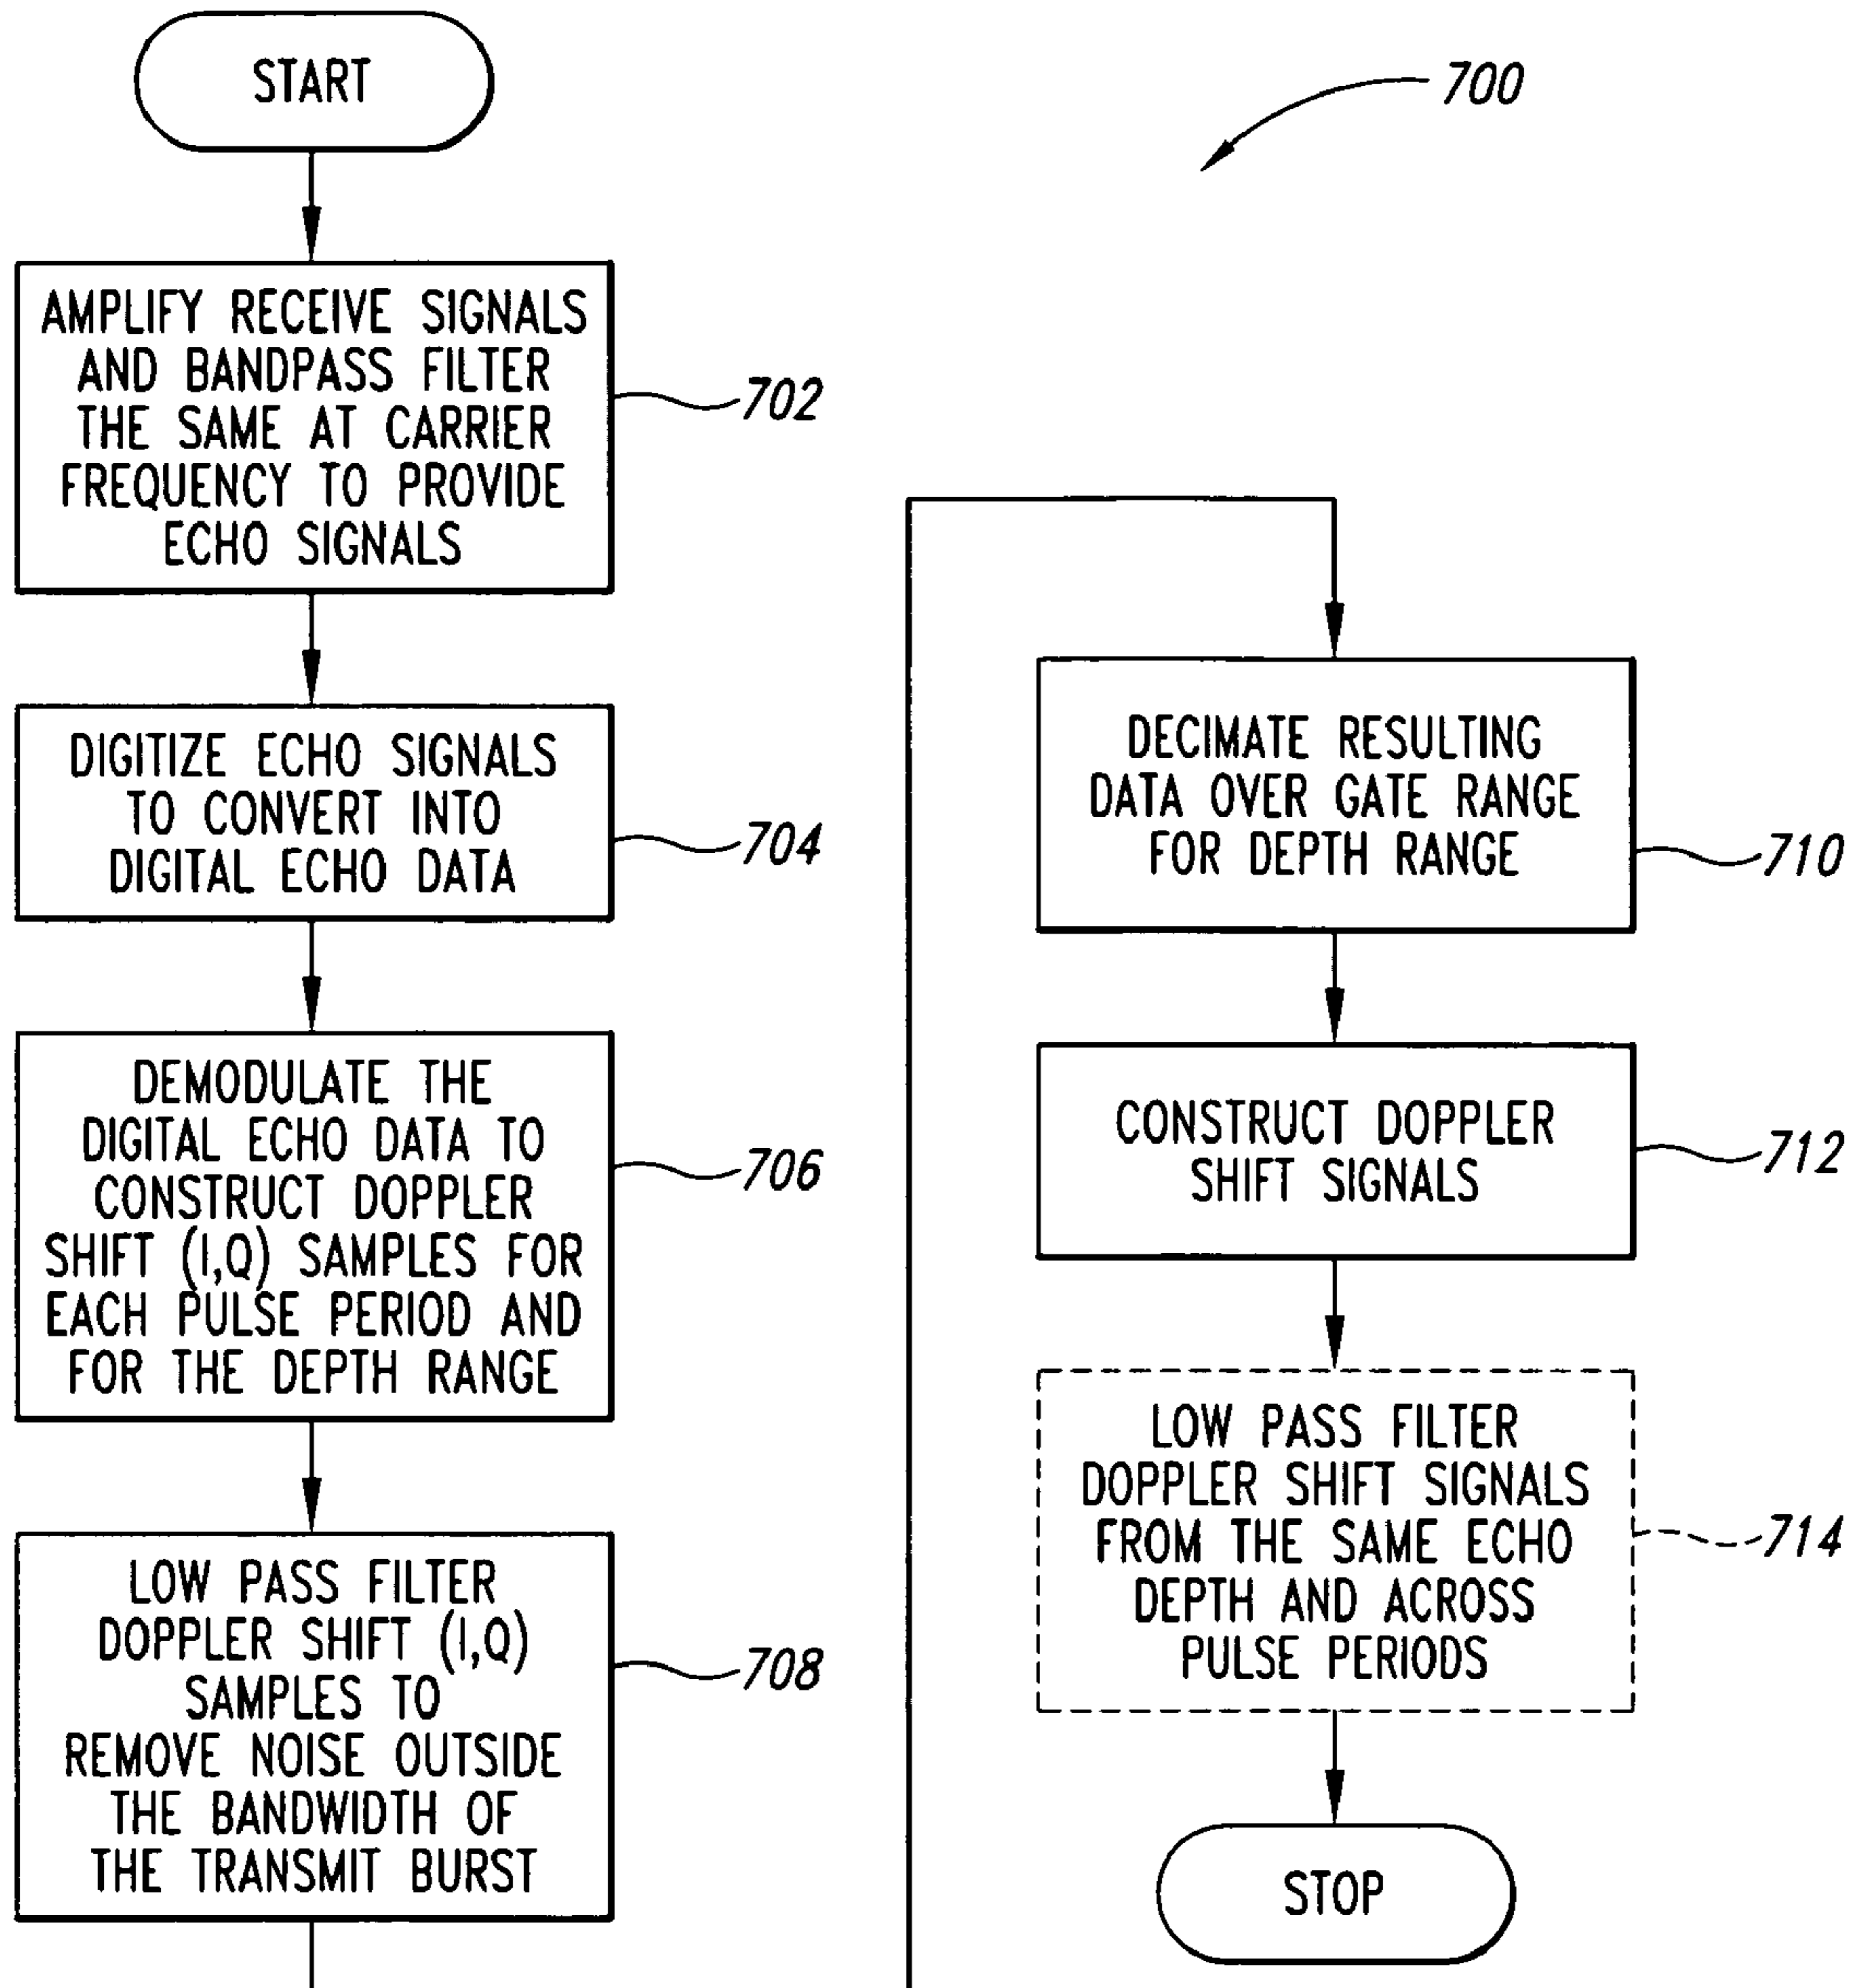 START
700
AMPLIFY RECEIVE SIGNALS
AND BANDPASS FILTER
THE SAME AT CARRIER
FREQUENCY TO PROVIDE
ECHO SIGNALS
702
DIGITIZE ECHO SIGNALS
TO CONVERT INTO
DIGITAL ECHO DATA
704
DEMODULATE THE
DIGITAL ECHO DATA TO
CONSTRUCT DOPPLER
SHIFT (I,Q) SAMPLES FOR
EACH PULSE PERIOD AND
FOR THE DEPTH RANGE
706
LOW PASS FILTER
DOPPLER SHIFT (I,Q)
SAMPLES TO
REMOVE NOISE OUTSIDE
THE BANDWIDTH OF
THE TRANSMIT BURST
708
DECIMATE RESULTING
DATA OVER GATE RANGE
FOR DEPTH RANGE
710
CONSTRUCT DOPPLER
SHIFT SIGNALS
712
LOW PASS FILTER
DOPPLER SHIFT SIGNALS
FROM THE SAME ECHO
DEPTH AND ACROSS
PULSE PERIODS
714
STOP